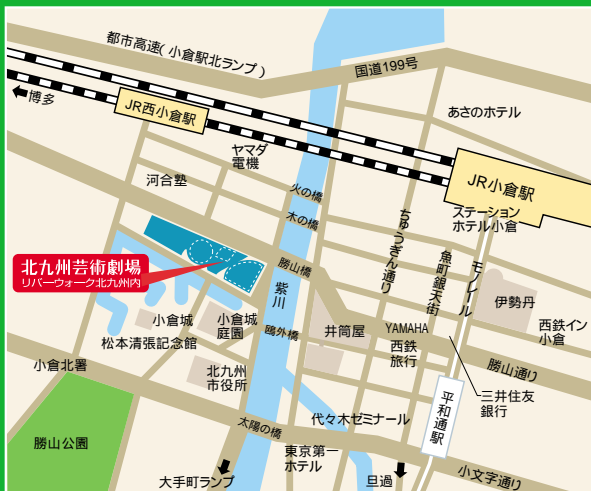 都市高速(小倉駅北ランプ)
国道199号
博多
JR西小倉駅
あさのホテル
ヤマダ
電機
JR小倉駅
河合塾
火の橋
木の橋
ステーション
ホテル小倉
ちゅうぎん通り
魚町銀天街
モノレール
北九州芸術劇場
リバーウォーク北九州内
勝山橋
紫川
伊勢丹
小倉城
小倉城
庭園
鴎外橋
井筒屋
YAMAHA
西鉄
旅行
西鉄イン
小倉
松本清張記念館
勝山通り
小倉北署
北九州
市役所
三井住友
銀行
平和通駅
太陽の橋
代々木ゼミナール
勝山公園
東京第一
ホテル
小文字通り
大手町ランプ
旦過